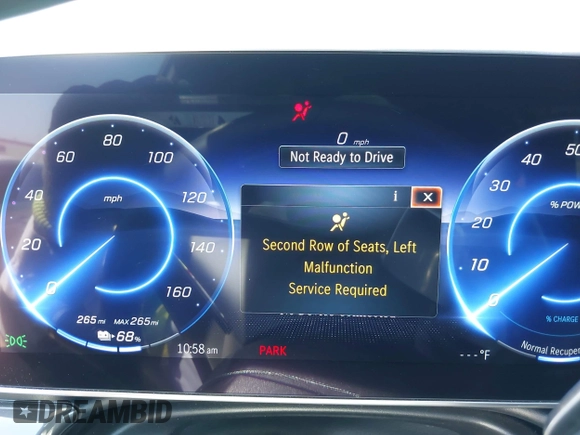 80
60
100
40
mph
120
20
140
0
160
265 mi
MAX 265 mi
68%
10:58 am
0 mph
Not Ready to Drive
i
X
Second Row of Seats, Left
Malfunction
Service Required
PARK
---°F
50
40
30
% POW
20
10
0
% CHARGE
Normal Recupe
DREAMBID